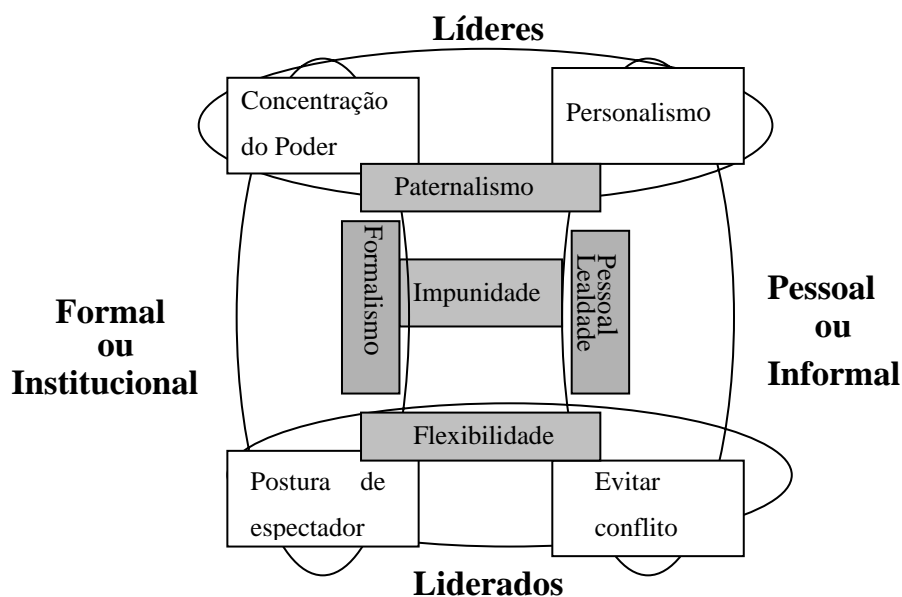 Líderes
Concentração
do Poder
Personalismo
Paternalismo
Formalismo
Impunidade
Pessoal
Lealdade
Formal
ou
Institucional
Pessoal
ou
Informal
Flexibilidade
Postura de
espectador
Evitar
conflito
Liderados